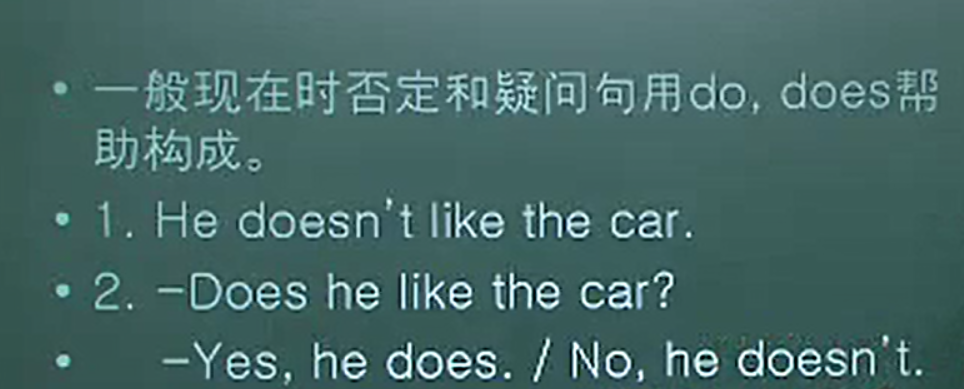 • 一般现在时否定和疑问句用do, does帮
助构成。
• 1. He doesn't like the car.
• 2. -Does he like the car?
• -Yes, he does. / No, he doesn't.